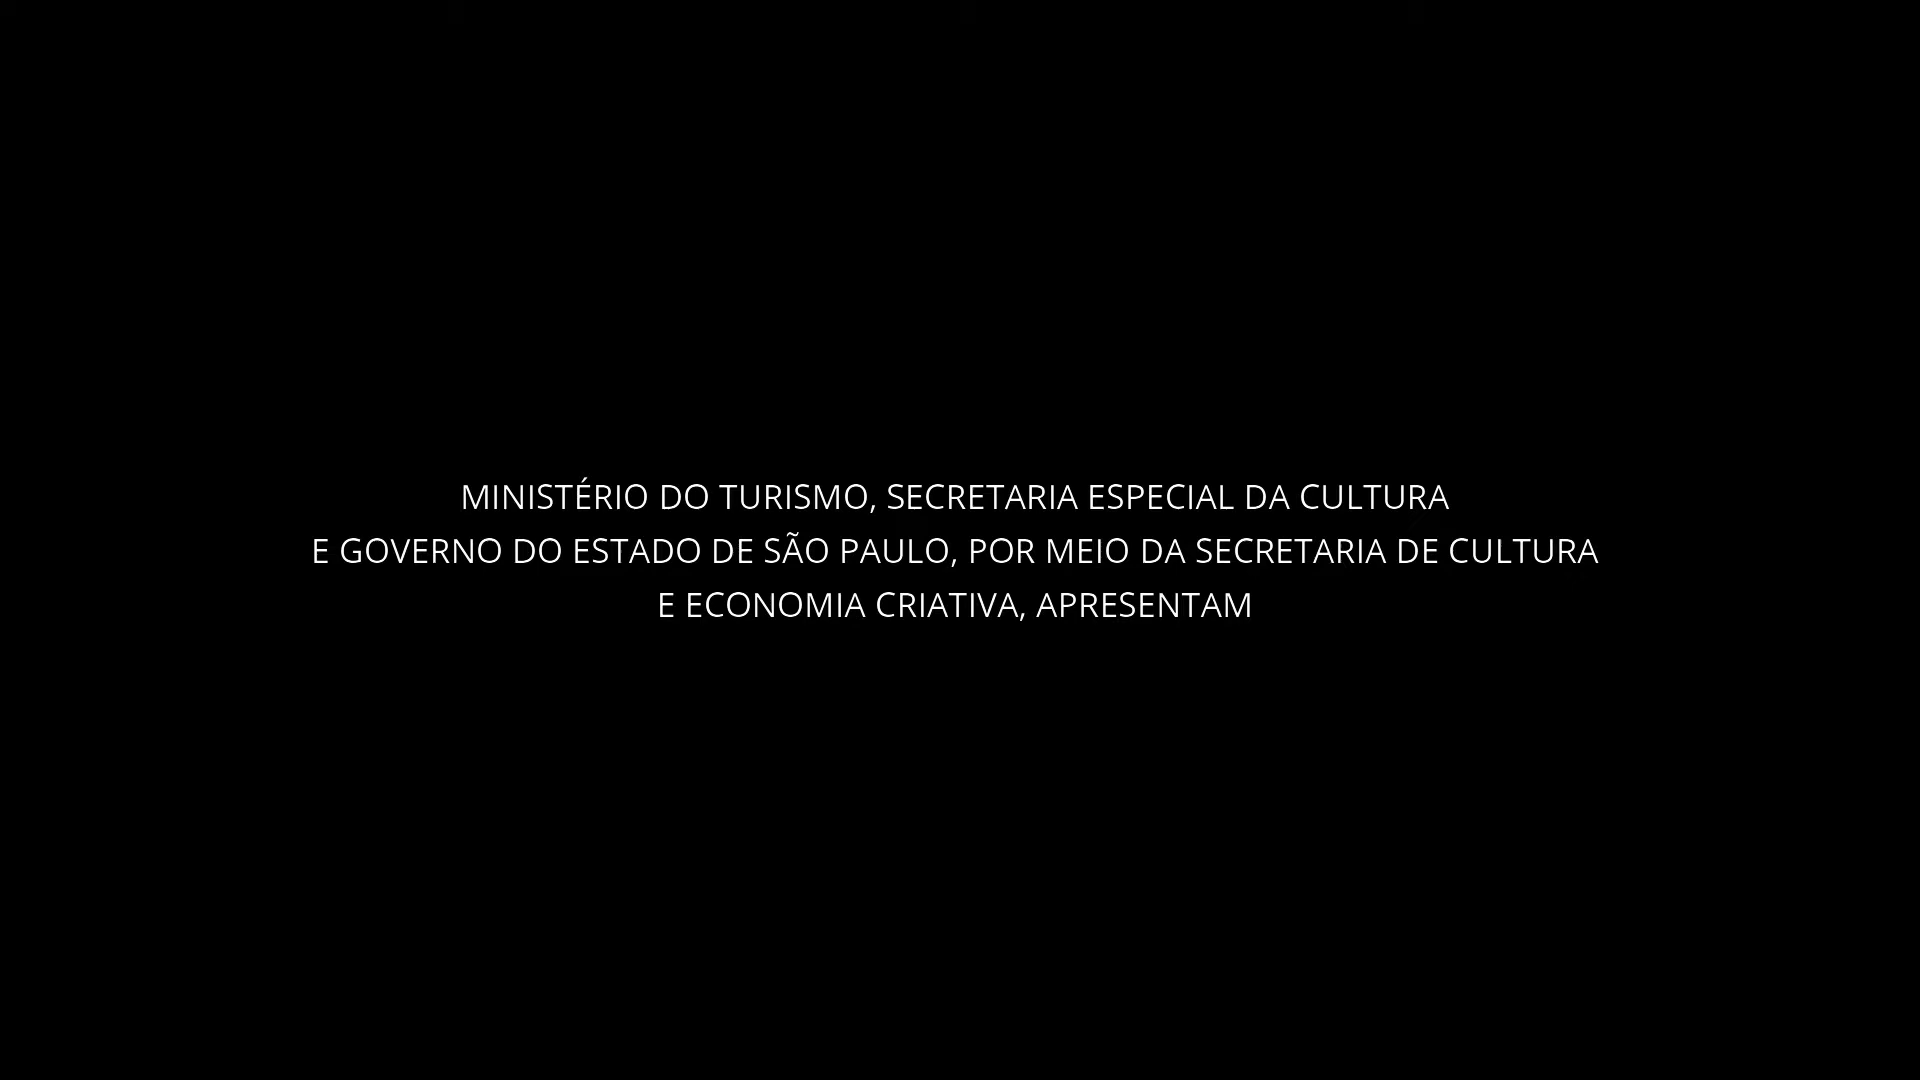 MINISTÉRIO DO TURISMO, SECRETARIA ESPECIAL DA CULTURA
E GOVERNO DO ESTADO DE SÃO PAULO, POR MEIO DA SECRETARIA DE CULTURA
E ECONOMIA CRIATIVA, APRESENTAM